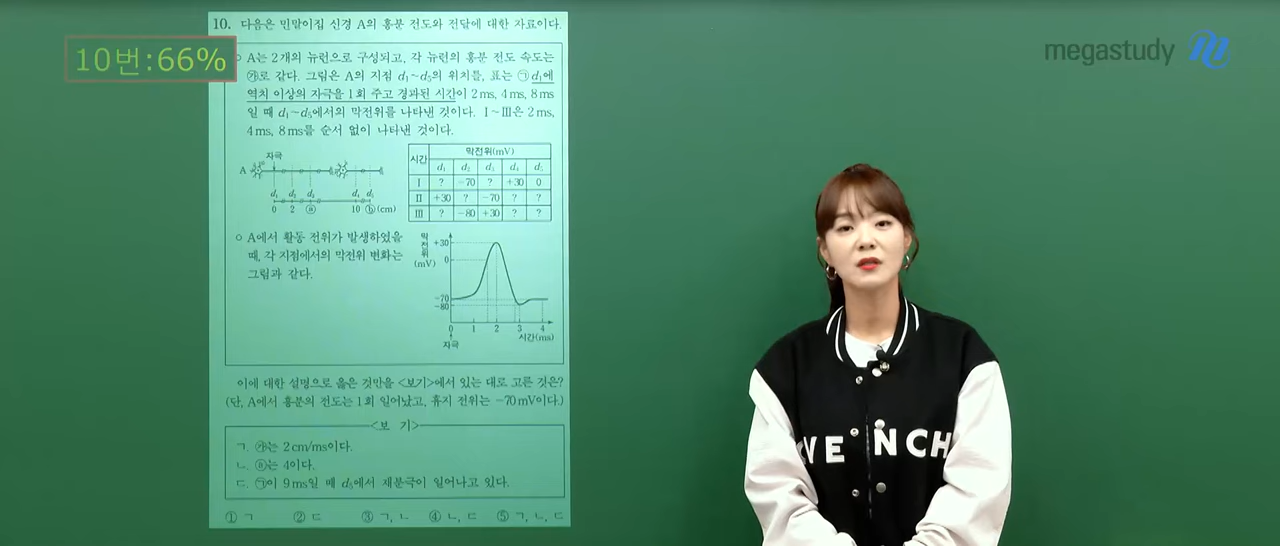 10번:66%
megastudy
10. 다음은 민말이집 신경 A의 흥분 전도와 전달에 대한 자료이다.
○ A는 2개의 뉴런으로 구성되고, 각 뉴런의 흥분 전도 속도는
㉮로 같다. 그림은 A의 지점 d₁~d₅의 위치를, 표는 ㉠ d₁에
역치 이상의 자극을 1회 주고 경과된 시간이 2ms, 4ms, 8ms
일 때 d₁~d₅에서의 막전위를 나타낸 것이다. Ⅰ~Ⅲ은 2ms,
4ms, 8ms를 순서 없이 나타낸 것이다.
자극
A
d₁ d₂ d₃ d₄ d₅
0 2 ⓐ 10 ⓑ (cm)
시간 막전위(mV)
d₁ d₂ d₃ d₄ d₅
Ⅰ ? -70 ? +30 0
Ⅱ +30 ? -70 ? ?
Ⅲ ? -80 +30 ? ?
○ A에서 활동 전위가 발생하였을
때, 각 지점에서의 막전위 변화는
그림과 같다.
막전위(mV)
+30
0
-70
-80
0 1 2 3 4
시간(ms)
자극
이에 대한 설명으로 옳은 것만을 <보기>에서 있는 대로 고른 것은?
(단, A에서 흥분의 전도는 1회 일어났고, 휴지 전위는 -70mV이다.)
<보 기>
ㄱ. ㉮는 2cm/ms이다.
ㄴ. ⓐ는 4이다.
ㄷ. ㉠이 9ms일 때 d₅에서 재분극이 일어나고 있다.
① ㄱ ② ㄷ ③ ㄱ, ㄴ ④ ㄴ, ㄷ ⑤ ㄱ, ㄴ, ㄷ
VENCH